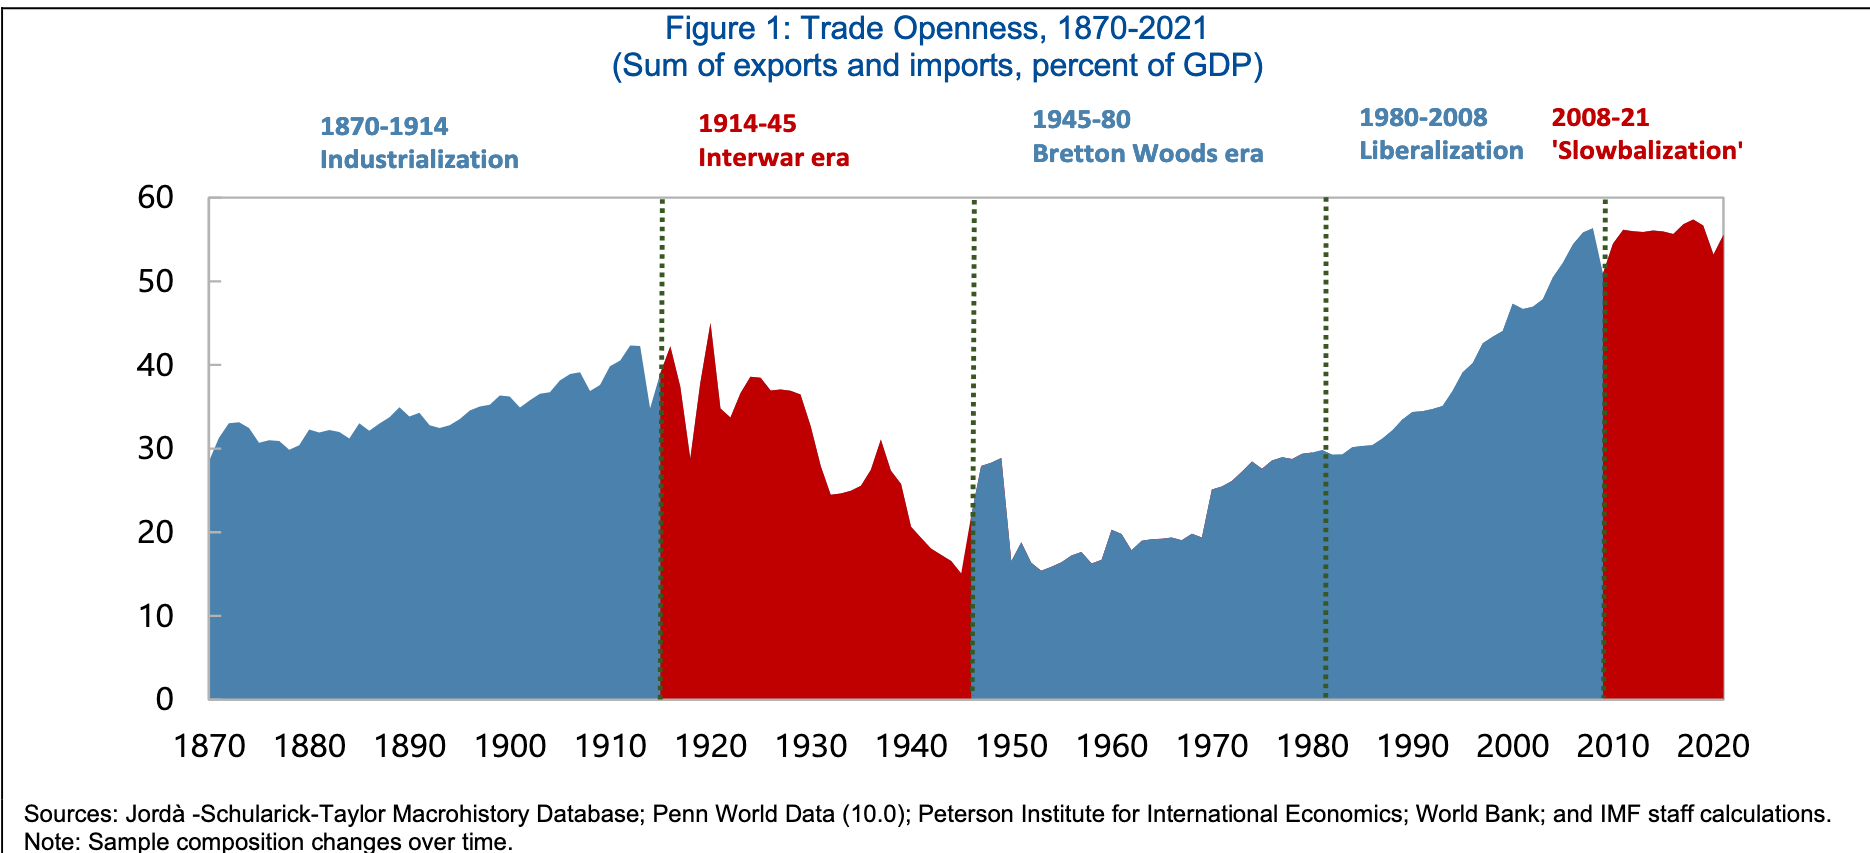 Figure 1: Trade Openness, 1870-2021
(Sum of exports and imports, percent of GDP)
1870-1914
Industrialization
1914-45
Interwar era
1945-80
Bretton Woods era
1980-2008
Liberalization
2008-21
'Slowbalization'
60
50
40
30
20
10
0
1870 1880 1890 1900 1910 1920 1930 1940 1950 1960 1970 1980 1990 2000 2010 2020
Sources: Jordà -Schularick-Taylor Macrohistory Database; Penn World Data (10.0); Peterson Institute for International Economics; World Bank; and IMF staff calculations.
Note: Sample composition changes over time.